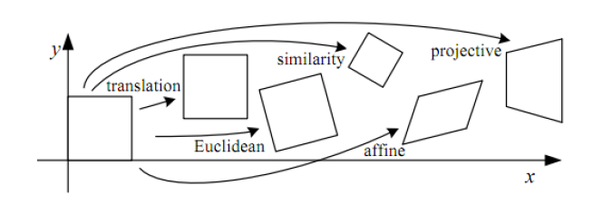 y
projective
similarity
translation
Euclidean
affine
x